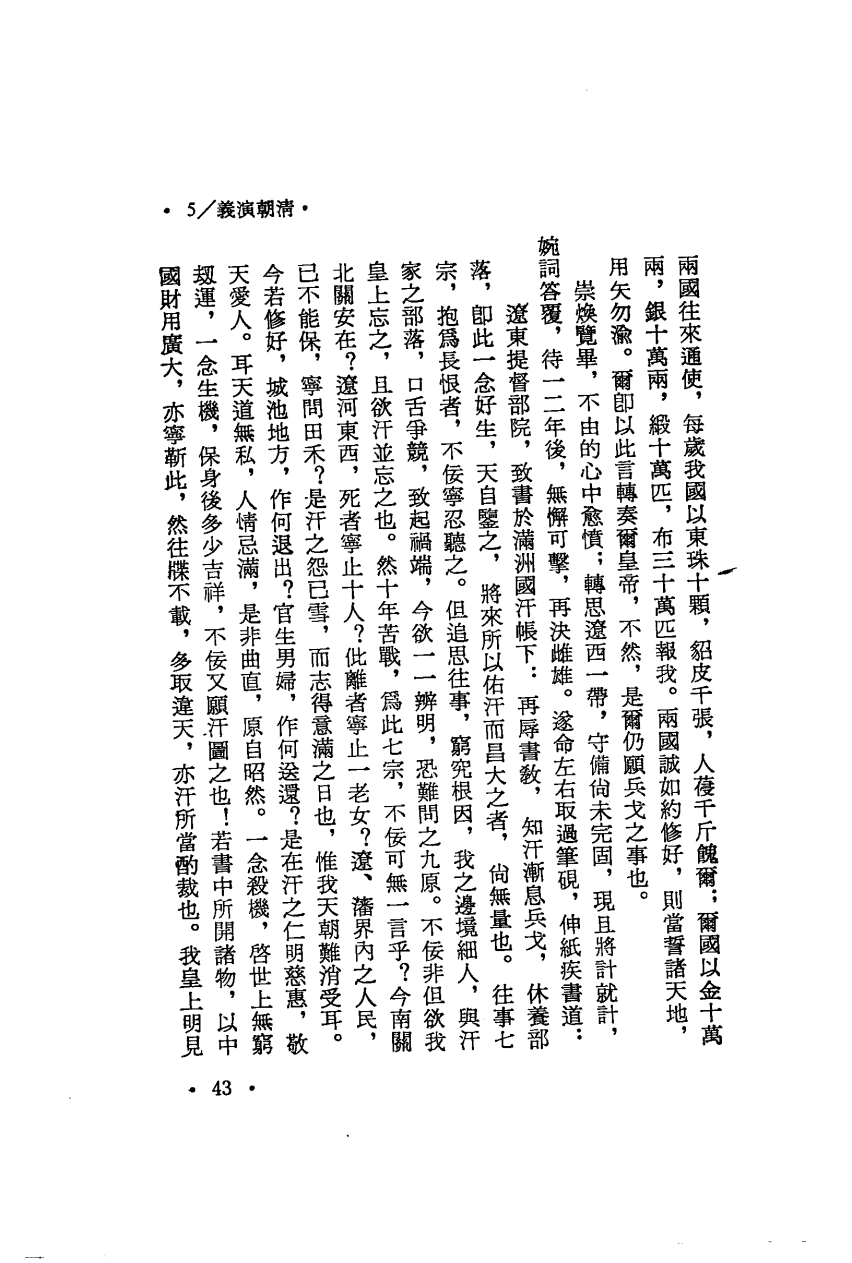 •5/義演朝清•
兩國往來通使，每歲我國以東珠十顆，貂皮千張，人葠千斤餽爾；爾國以金十萬
兩，銀十萬兩，緞十萬匹，布三十萬匹報我。兩國誠如約修好，則當誓諸天地，
用矢勿渝。爾卽以此言轉奏爾皇帝，不然，是爾仍願兵戈之事也。
崇煥覽畢，不由的心中愈憤；轉思遼西一帶，守備尙未完固，現且將計就計，
婉詞答覆，待一二年後，無懈可擊，再決雌雄。遂命左右取過筆硯，伸紙疾書道：
遼東提督部院，致書於滿洲國汗帳下：再辱書敎，知汗漸息兵戈，休養部
落，卽此一念好生，天自鑒之，將來所以佑汗而昌大之者，尙無量也。往事七
宗，抱爲長恨者，不佞寧忍聽之。但追思往事，窮究根因，我之邊境細人，與汗
家之部落，口舌爭競，致起禍端，今欲一一辨明，恐難問之九原。不佞非但欲我
皇上忘之，且欲汗並忘之也。然十年苦戰，爲此七宗，不佞可無一言乎？今南關
北關安在？遼河東西，死者寧止十人？仳離者寧止一老女？遼、藩界內之人民，
已不能保，寧問田禾？是汗之怨已雪，而志得意滿之日也，惟我天朝難消受耳。
今若修好，城池地方，作何退出？官生男婦，作何送還？是在汗之仁明慈惠，敬
天愛人。耳天道無私，人情忌滿，是非曲直，原自昭然。一念殺機，啓世上無窮
刼運，一念生機，保身後多少吉祥，不佞又願汗圖之也！若書中所開諸物，以中
國財用廣大，亦寧靳此，然往牒不載，多取違天，亦汗所當酌裁也。我皇上明見
•43•